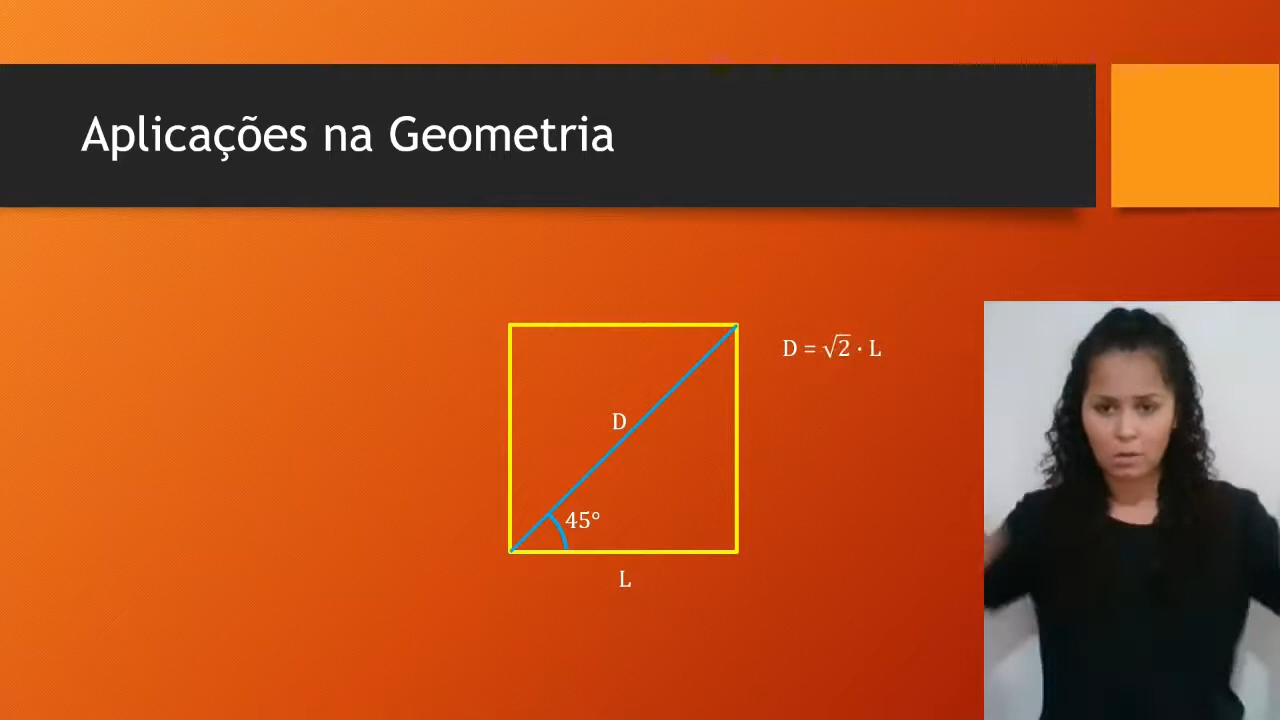 Aplicações na Geometria
D = √2 · L
D
45°
L